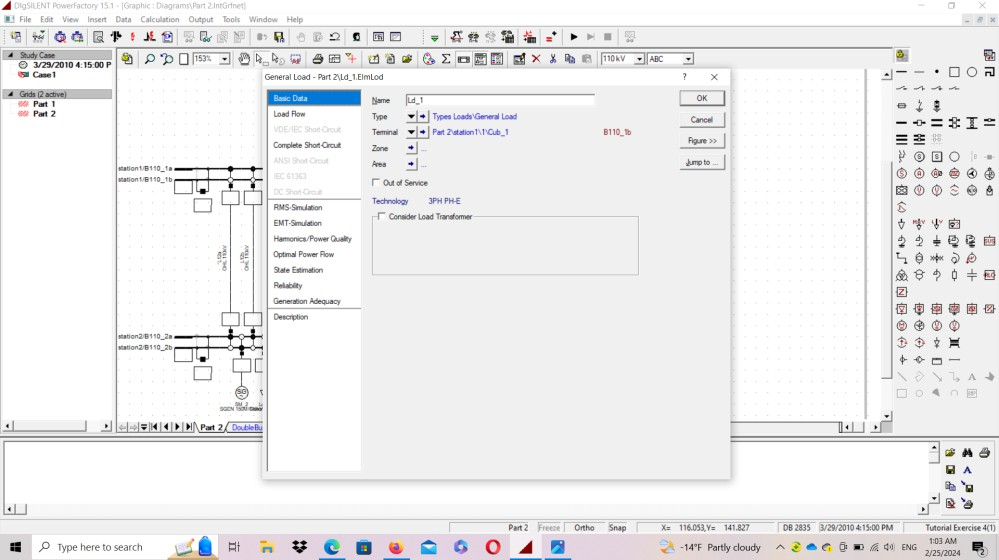 DIgSILENT PowerFactory 15.1 - [Graphic : Diagrams\Part 2.IntGrfnet]
File Edit View Insert Data Calculation Output Tools Window Help
153%
110 kV
ABC
Study Case
3/29/2010 4:15:00 P
Case1
Grids (2 active)
Part 1
Part 2
station1/B110_1a
station1/B110_1b
OHL 110kV
OHL 110kV
station2/B110_2a
station2/B110_2b
SG
General Load - Part 2\Ld_1.ElmLod
? ×
Basic Data
Load Flow
VDE/IEC Short-Circuit
Complete Short-Circuit
ANSI Short-Circuit
IEC 61363
DC Short-Circuit
RMS-Simulation
EMT-Simulation
Harmonics/Power Quality
Optimal Power Flow
State Estimation
Reliability
Generation Adequacy
Description
Name Ld_1
Type Types Loads\General Load
Terminal Part 2\station1\1\Cub_1 B110_1b
Zone ...
Area ...
Out of Service
Technology 3PH PH-E
Consider Load Transformer
OK
Cancel
Figure >>
Jump to ...
Part 2 DoubleBu
Part 2 Freeze Ortho Snap X= 116.053,Y= 141.827 DB 2835 3/29/2010 4:15:00 PM Tutorial Exercise 4(1)
Type here to search
-14°F Partly cloudy
ENG
1:03 AM
2/25/2024
2